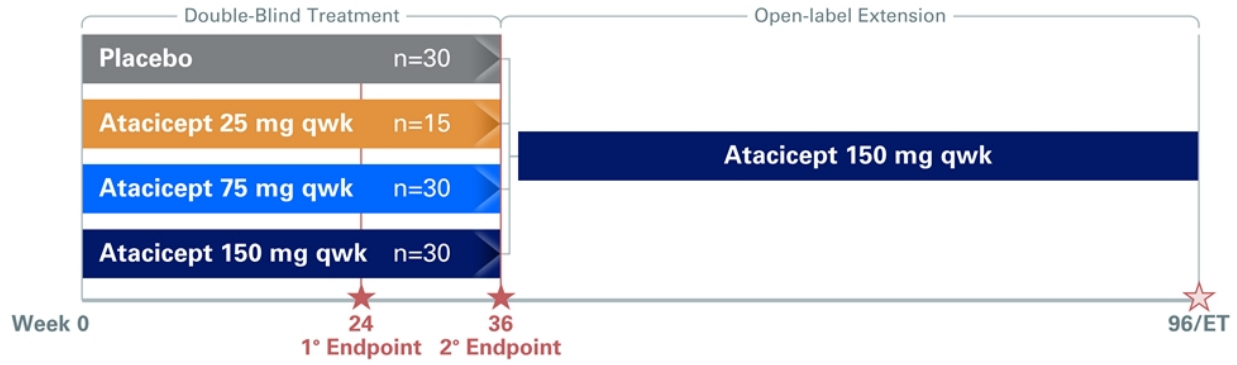 Double-Blind Treatment
Open-label Extension
Placebo n=30
Atacicept 25 mg qwk n=15
Atacicept 75 mg qwk n=30
Atacicept 150 mg qwk n=30
Atacicept 150 mg qwk
Week 0
24
36
96/ET
1° Endpoint
2° Endpoint